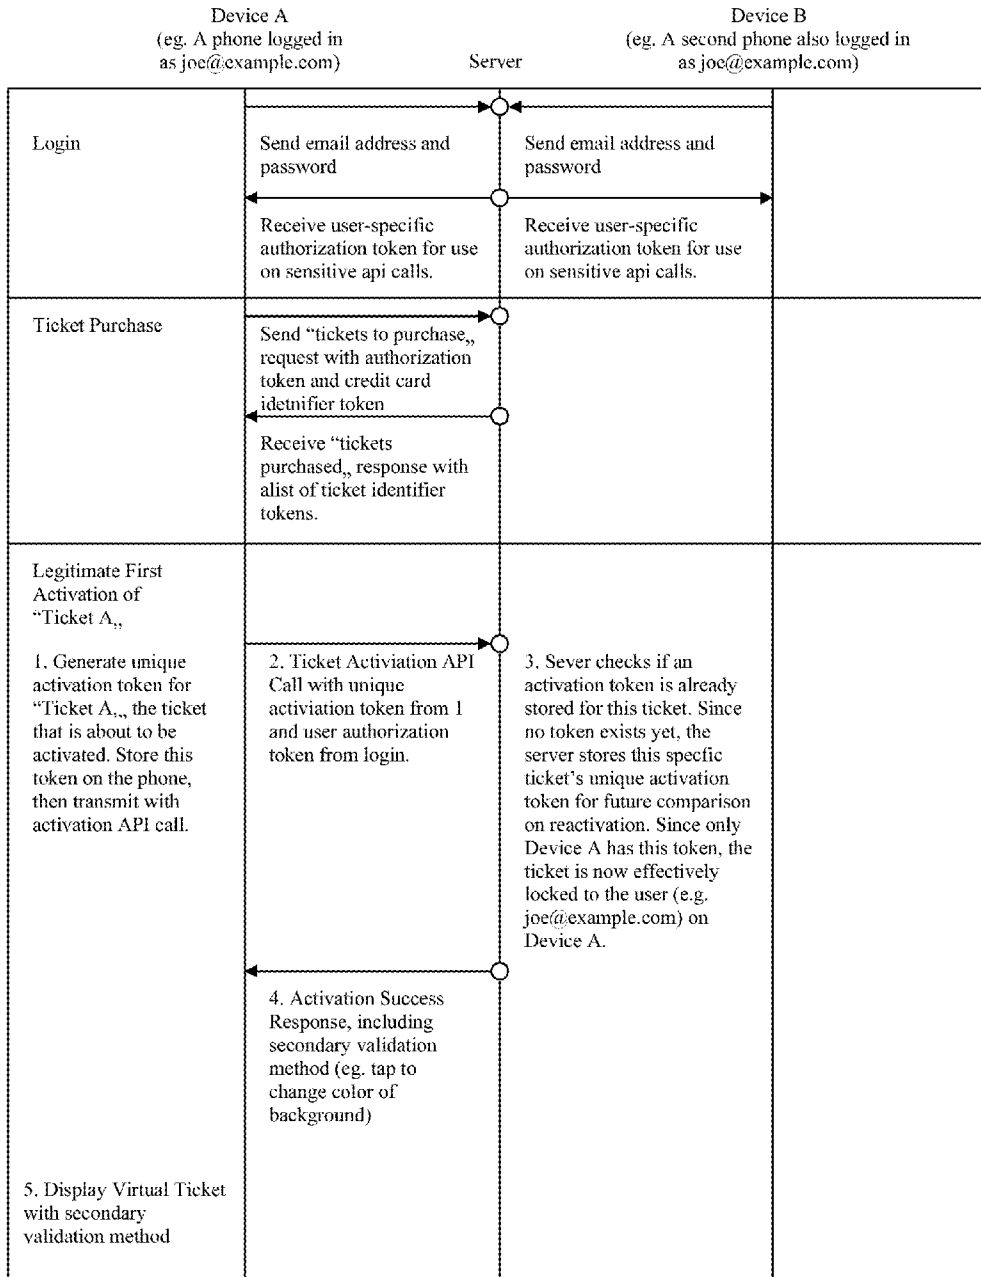 Device A
(eg. A phone logged in
as joe@example.com)
Server
Device B
(eg. A second phone also logged in
as joe@example.com)
Login
Send email address and
password
Send email address and
password
Receive user-specific
authorization token for use
on sensitive api calls.
Receive user-specific
authorization token for use
on sensitive api calls.
Ticket Purchase
Send “tickets to purchase„
request with authorization
token and credit card
idetnifier token
Receive “tickets
purchased„ response with
alist of ticket identifier
tokens.
Legitimate First
Activation of
“Ticket A„
1. Generate unique
activation token for
“Ticket A„, the ticket
that is about to be
activated. Store this
token on the phone,
then transmit with
activation API call.
2. Ticket Activiation API
Call with unique
activiation token from 1
and user authorization
token from login.
3. Sever checks if an
activation token is already
stored for this ticket. Since
no token exists yet, the
server stores this specfic
ticket's unique activation
token for future comparison
on reactivation. Since only
Device A has this token, the
ticket is now effectively
locked to the user (e.g.
joe@example.com) on
Device A.
4. Activation Success
Response, including
secondary validation
method (eg. tap to
change color of
background)
5. Display Virtual Ticket
with secondary
validation method